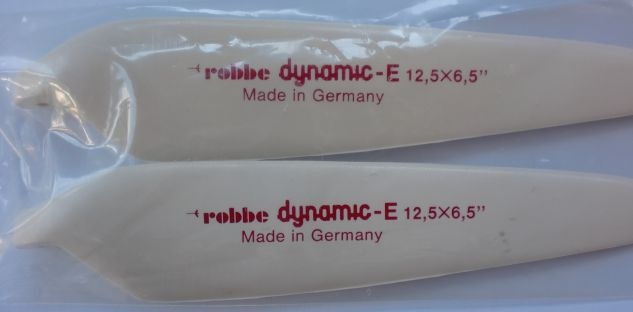 robbe dynamic-E 12,5X6,5"
Made in Germany
robbe dynamic-E 12,5X6,5"
Made in Germany